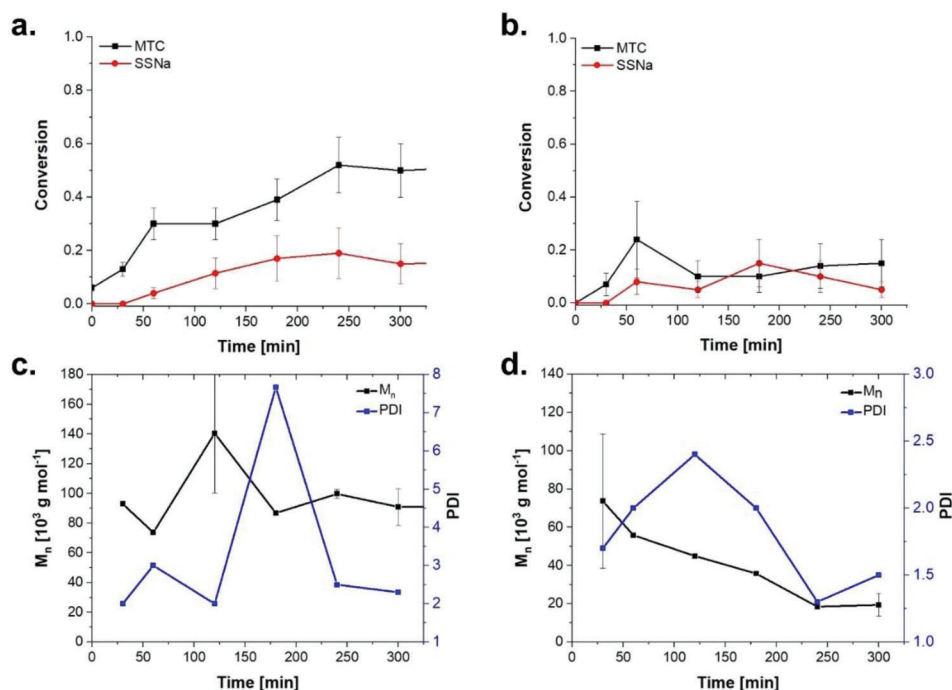 a.
1.0
0.8
0.6
0.4
0.2
0.0
Conversion
MTC
SSNa
0 50 100 150 200 250 300
Time [min]
b.
1.0
0.8
0.6
0.4
0.2
0.0
Conversion
MTC
SSNa
0 50 100 150 200 250 300
Time [min]
c.
180
160
140
120
100
80
60
40
20
0
Mₙ [10³ g mol⁻¹]
Mₙ
PDI
8
7
6
5
4
3
2
1
PDI
0 50 100 150 200 250 300
Time [min]
d.
140
120
100
80
60
40
20
0
Mₙ [10³ g mol⁻¹]
Mn
PDI
3.0
2.5
2.0
1.5
1.0
PDI
0 50 100 150 200 250 300
Time [min]